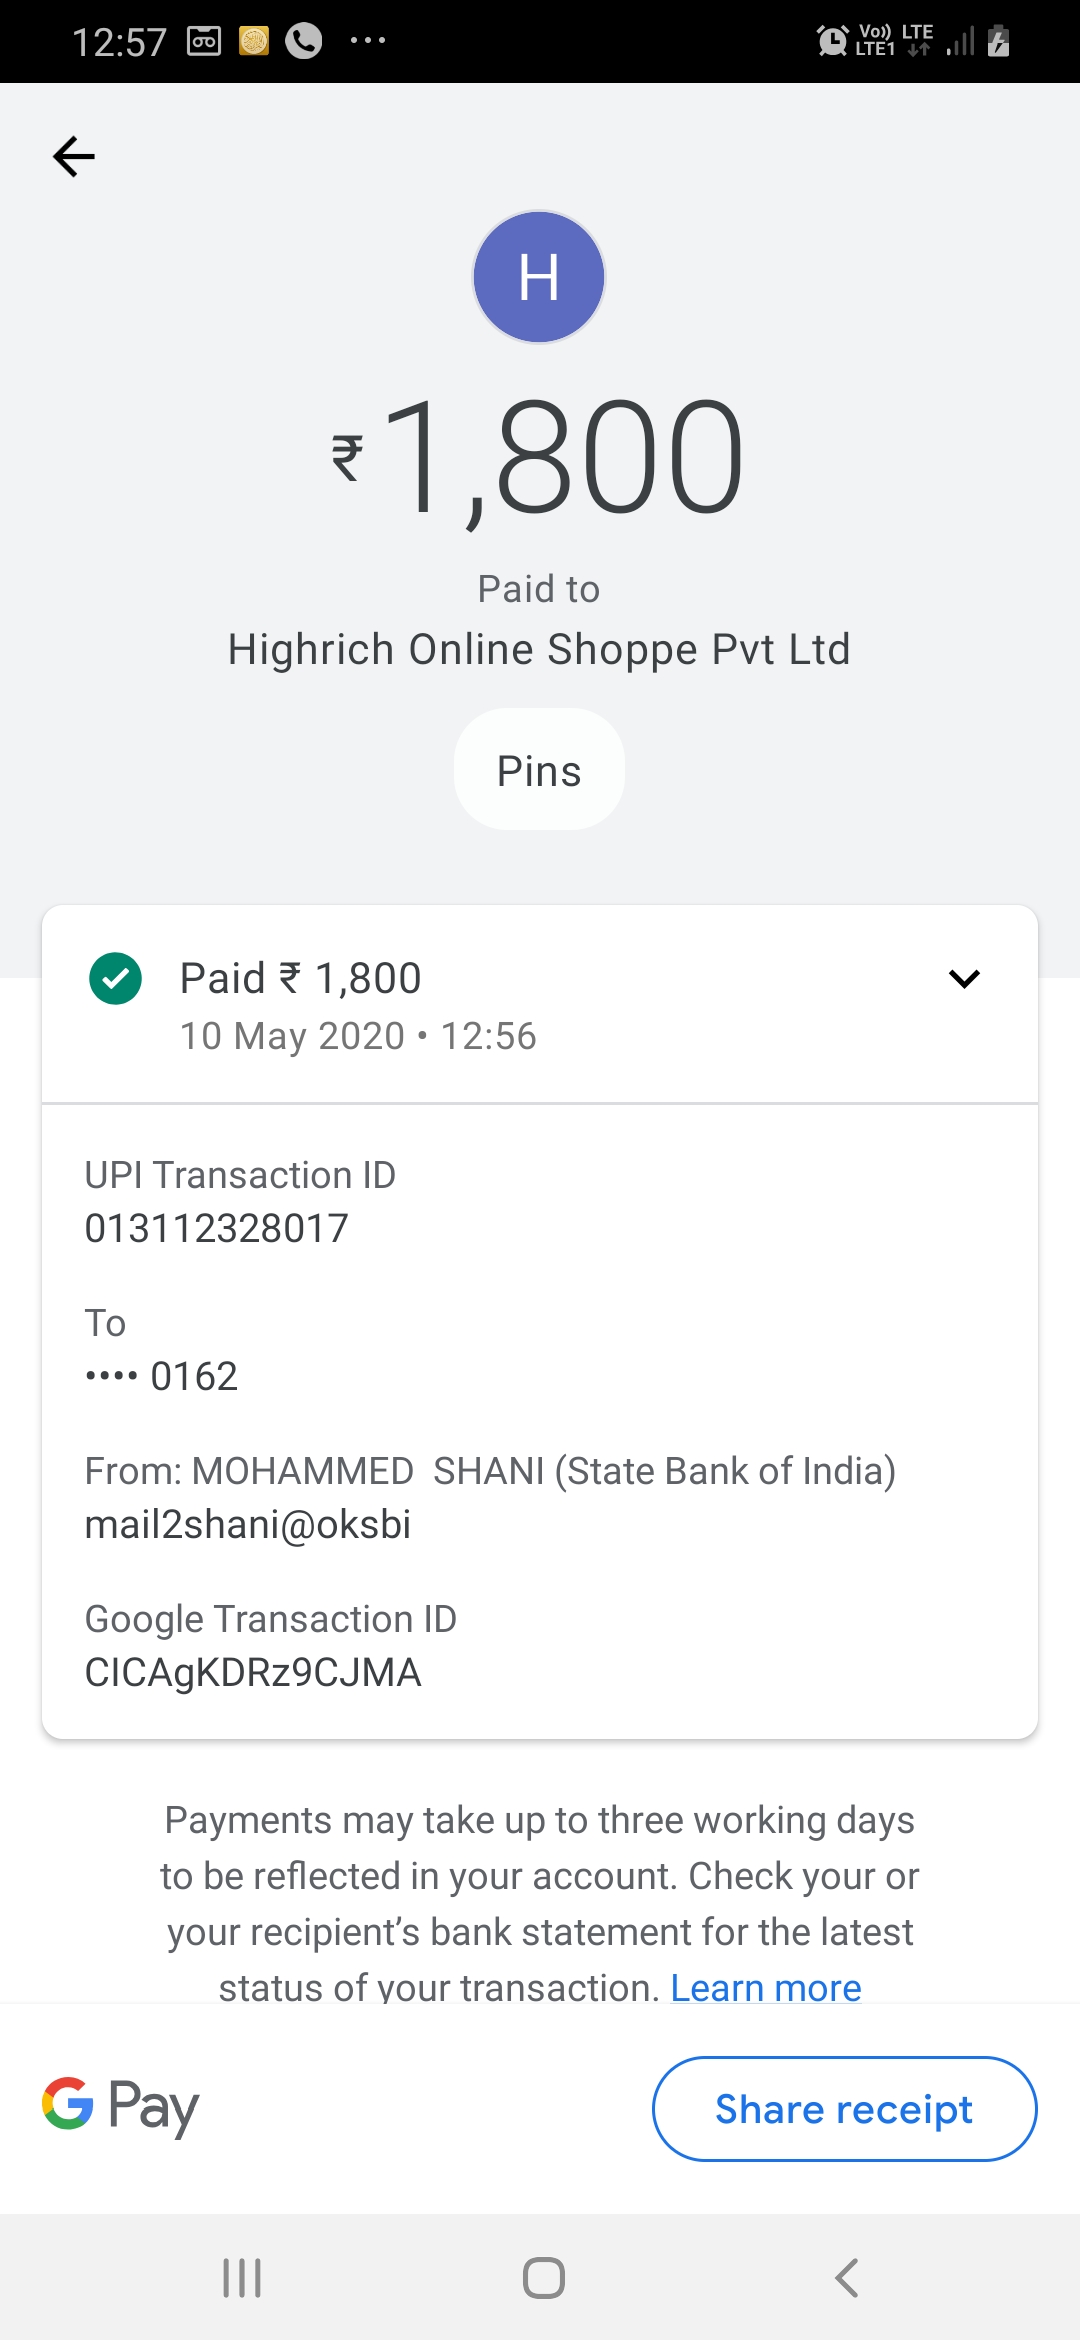 12:57
Vo)) LTE
LTE1
H
₹1,800
Paid to
Highrich Online Shoppe Pvt Ltd
Pins
Paid ₹ 1,800
10 May 2020 • 12:56
UPI Transaction ID
013112328017
To
•••• 0162
From: MOHAMMED  SHANI (State Bank of India)
mail2shani@oksbi
Google Transaction ID
CICAgKDRz9CJMA
Payments may take up to three working days
to be reflected in your account. Check your or
your recipient’s bank statement for the latest
status of your transaction. Learn more
G Pay
Share receipt